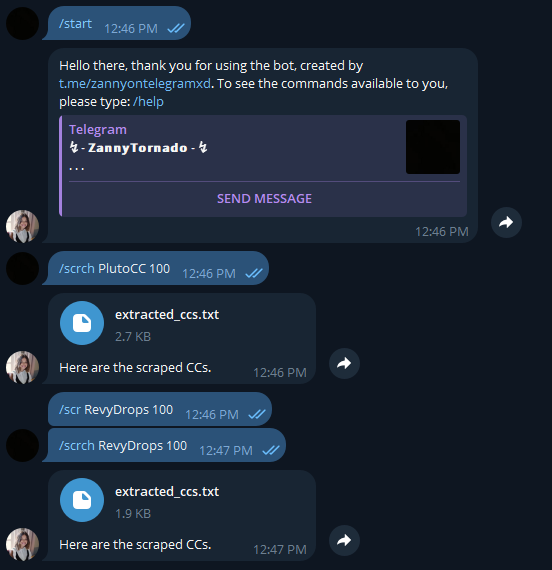 /start 12:46 PM
Hello there, thank you for using the bot, created by
t.me/zannyontelegramxd. To see the commands available to you,
please type: /help
Telegram
↯ - ZannyTornado - ↯
...
SEND MESSAGE
12:46 PM
/scrch PlutoCC 100 12:46 PM
extracted_ccs.txt
2.7 KB
Here are the scraped CCs. 12:46 PM
/scr RevyDrops 100 12:46 PM
/scrch RevyDrops 100 12:47 PM
extracted_ccs.txt
1.9 KB
Here are the scraped CCs. 12:47 PM